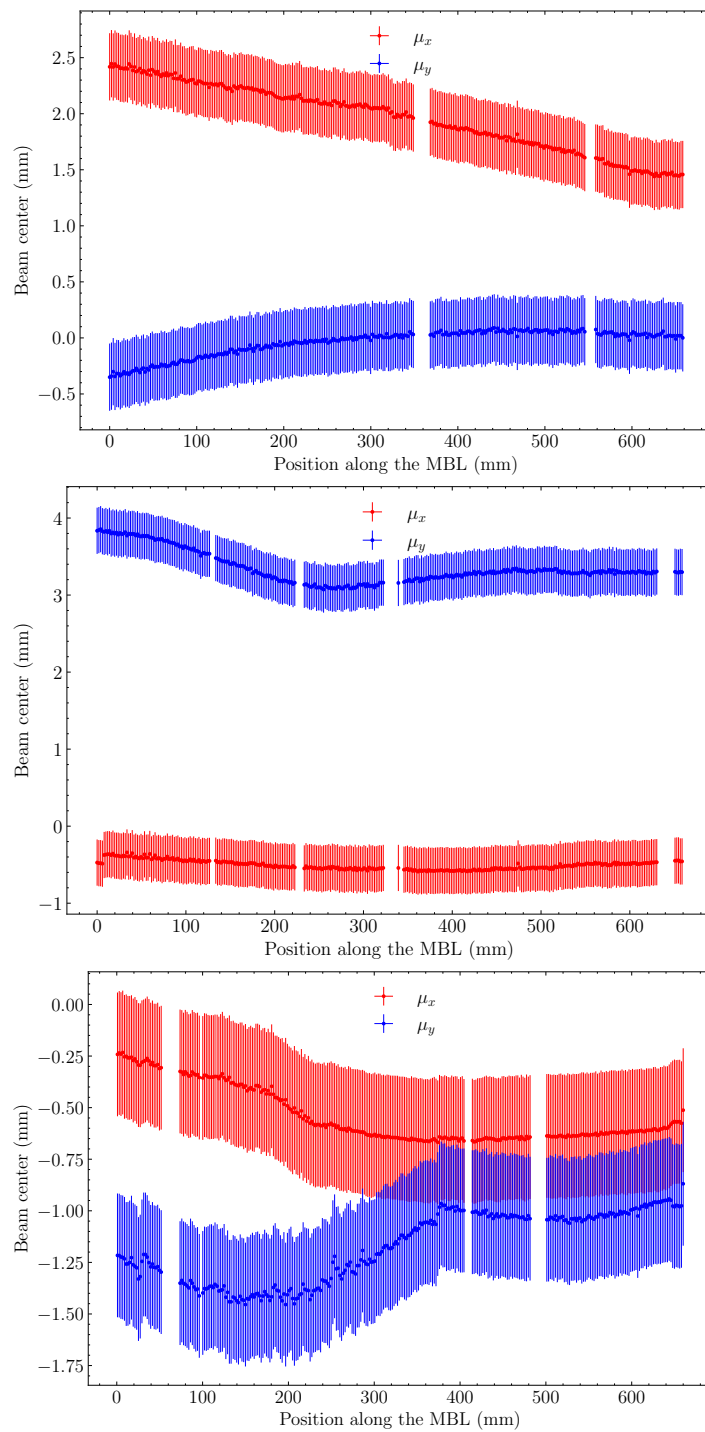 μx
μy
2.5
2.0
1.5
1.0
0.5
0.0
−0.5
Beam center (mm)
0 100 200 300 400 500 600
Position along the MBL (mm)
μx
μy
4
3
2
1
0
−1
Beam center (mm)
0 100 200 300 400 500 600
Position along the MBL (mm)
μx
μy
0.00
−0.25
−0.50
−0.75
−1.00
−1.25
−1.50
−1.75
Beam center (mm)
0 100 200 300 400 500 600
Position along the MBL (mm)